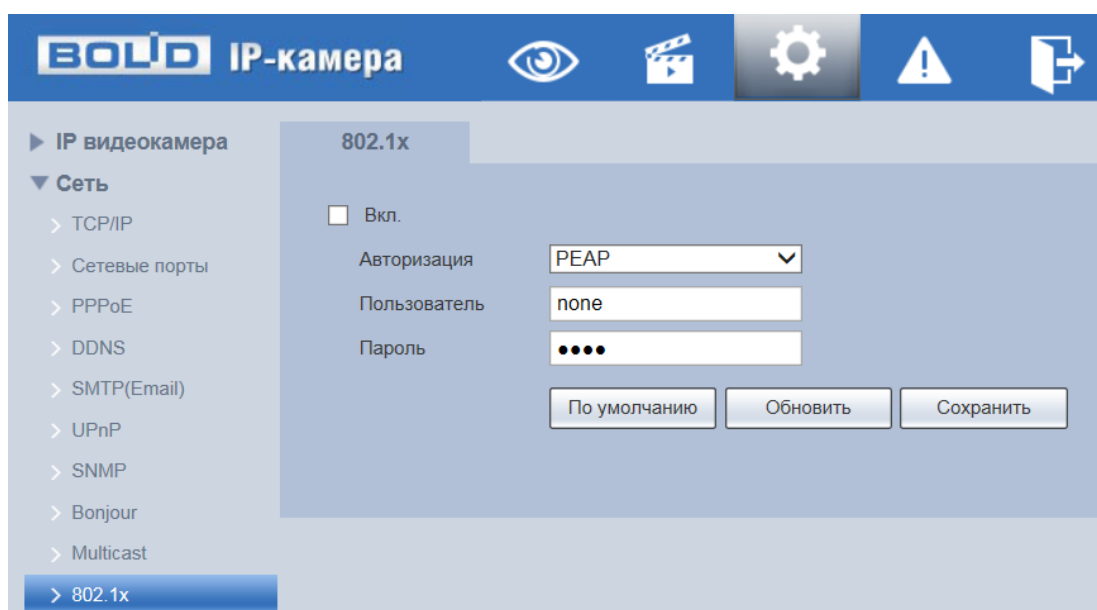 BOLID IP-камера
IP видеокамера
Сеть
TCP/IP
Сетевые порты
PPPoE
DDNS
SMTP(Email)
UPnP
SNMP
Bonjour
Multicast
802.1x
802.1x
Вкл.
Авторизация PEAP
Пользователь none
Пароль ●●●●
По умолчанию Обновить Сохранить